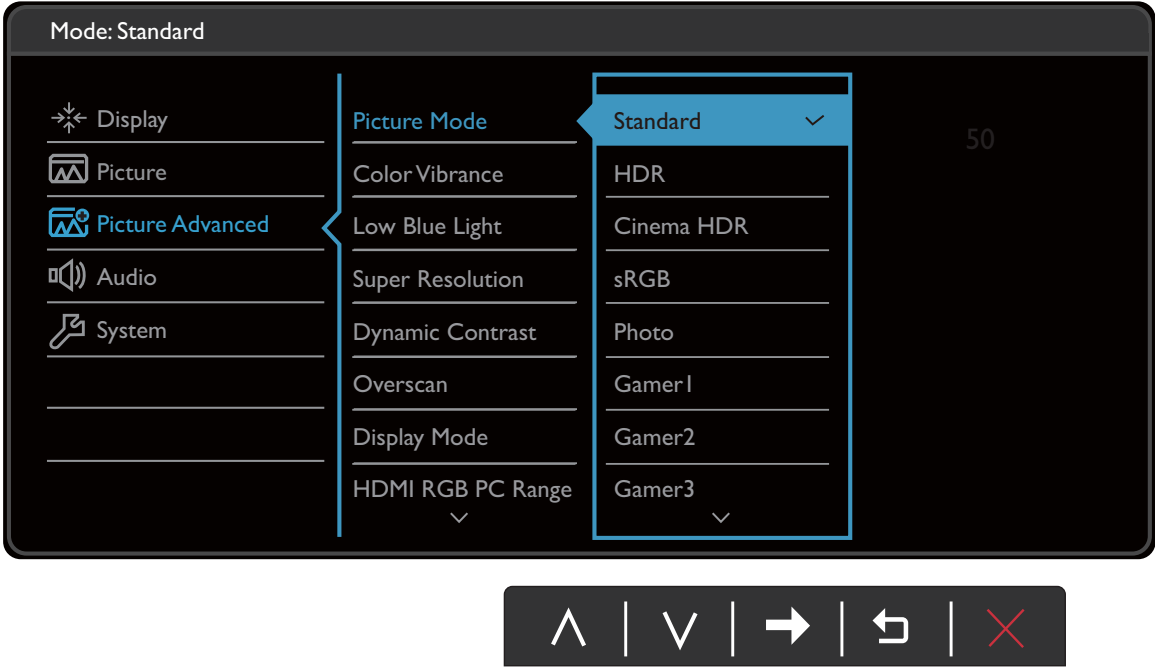 Mode: Standard
Display
Picture
Picture Advanced
Audio
System
Picture Mode
Color Vibrance
Low Blue Light
Super Resolution
Dynamic Contrast
Overscan
Display Mode
HDMI RGB PC Range
Standard
HDR
Cinema HDR
sRGB
Photo
Gamer1
Gamer2
Gamer3
50